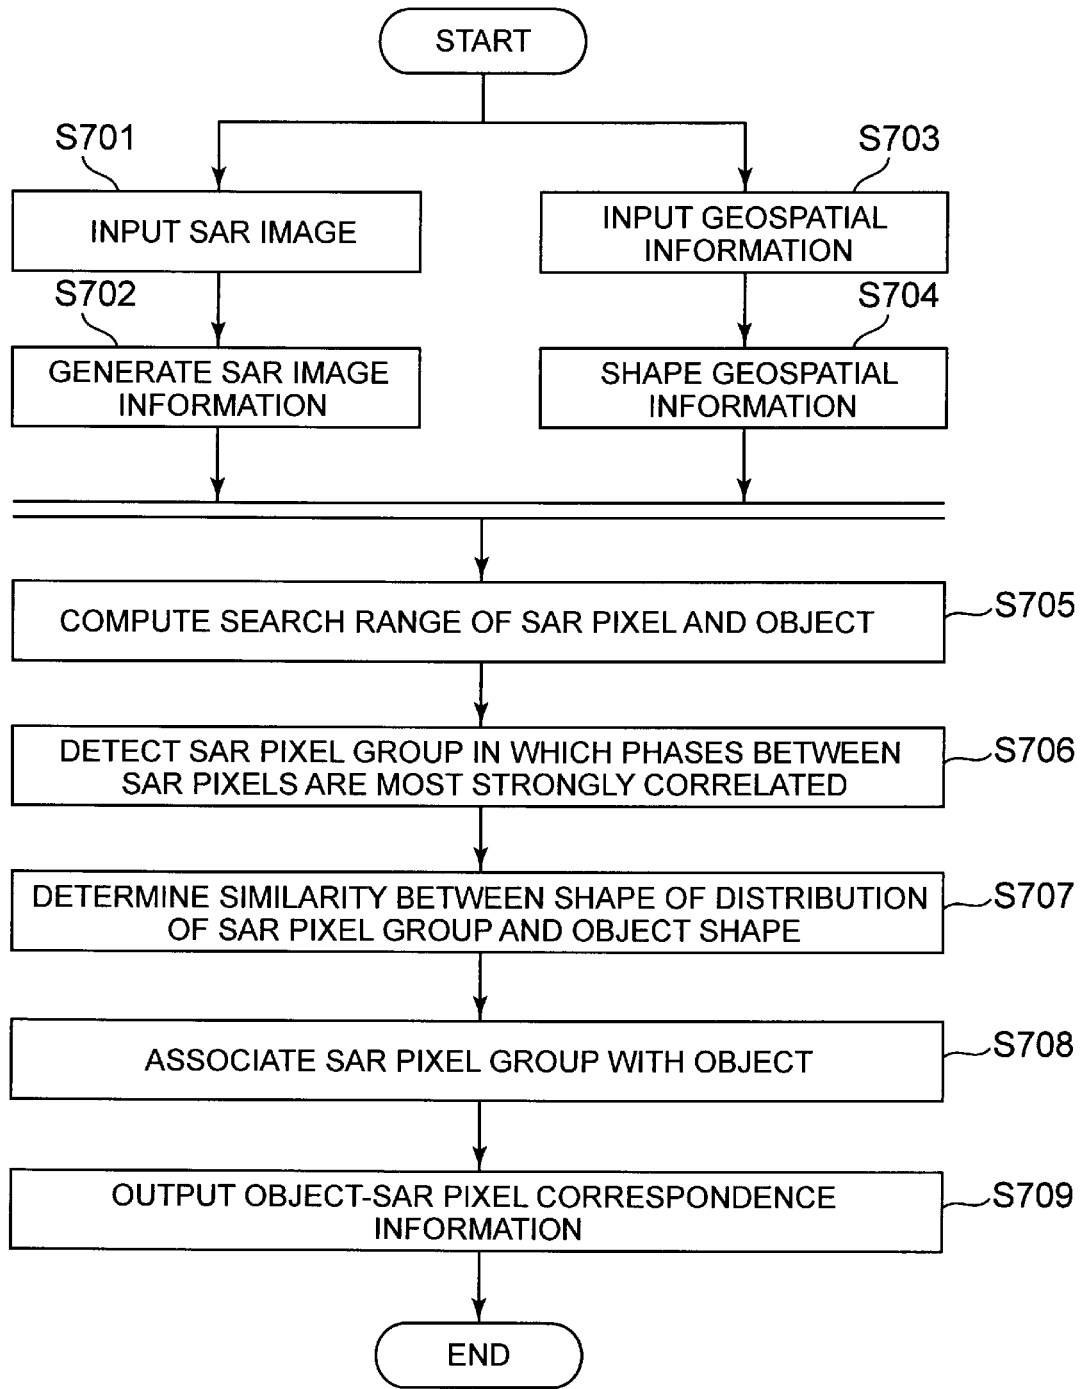 START
S701
S703
INPUT SAR IMAGE
INPUT GEOSPATIAL
INFORMATION
S702
S704
GENERATE SAR IMAGE
INFORMATION
SHAPE GEOSPATIAL
INFORMATION
COMPUTE SEARCH RANGE OF SAR PIXEL AND OBJECT
S705
DETECT SAR PIXEL GROUP IN WHICH PHASES BETWEEN
SAR PIXELS ARE MOST STRONGLY CORRELATED
S706
DETERMINE SIMILARITY BETWEEN SHAPE OF DISTRIBUTION
OF SAR PIXEL GROUP AND OBJECT SHAPE
S707
ASSOCIATE SAR PIXEL GROUP WITH OBJECT
S708
OUTPUT OBJECT-SAR PIXEL CORRESPONDENCE
INFORMATION
S709
END